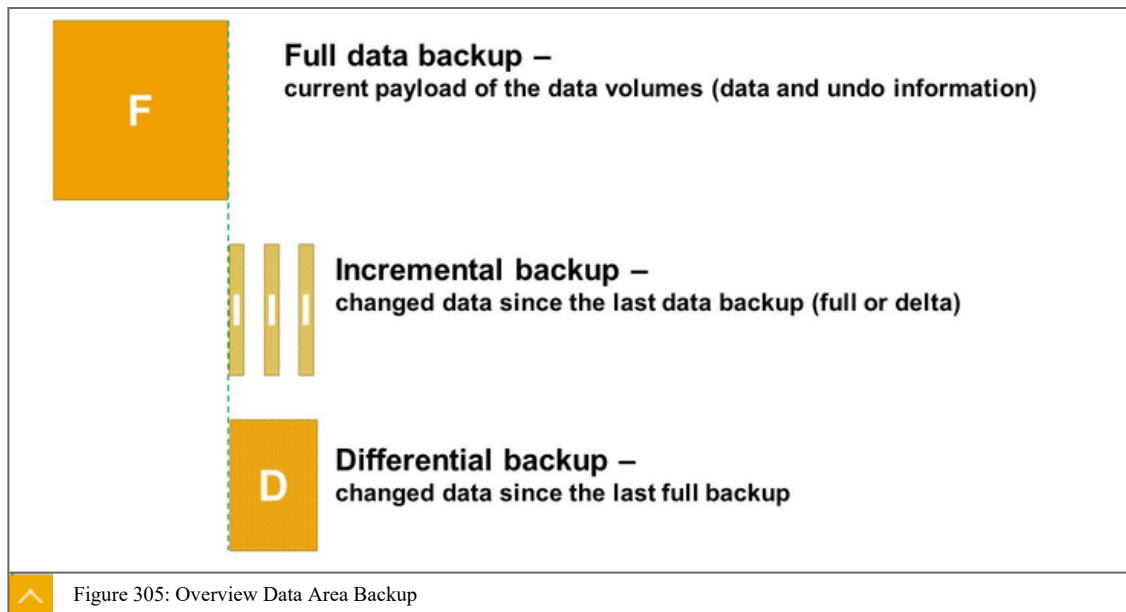 F
Full data backup –
current payload of the data volumes (data and undo information)
I I I
Incremental backup –
changed data since the last data backup (full or delta)
D
Differential backup –
changed data since the last full backup
Figure 305: Overview Data Area Backup